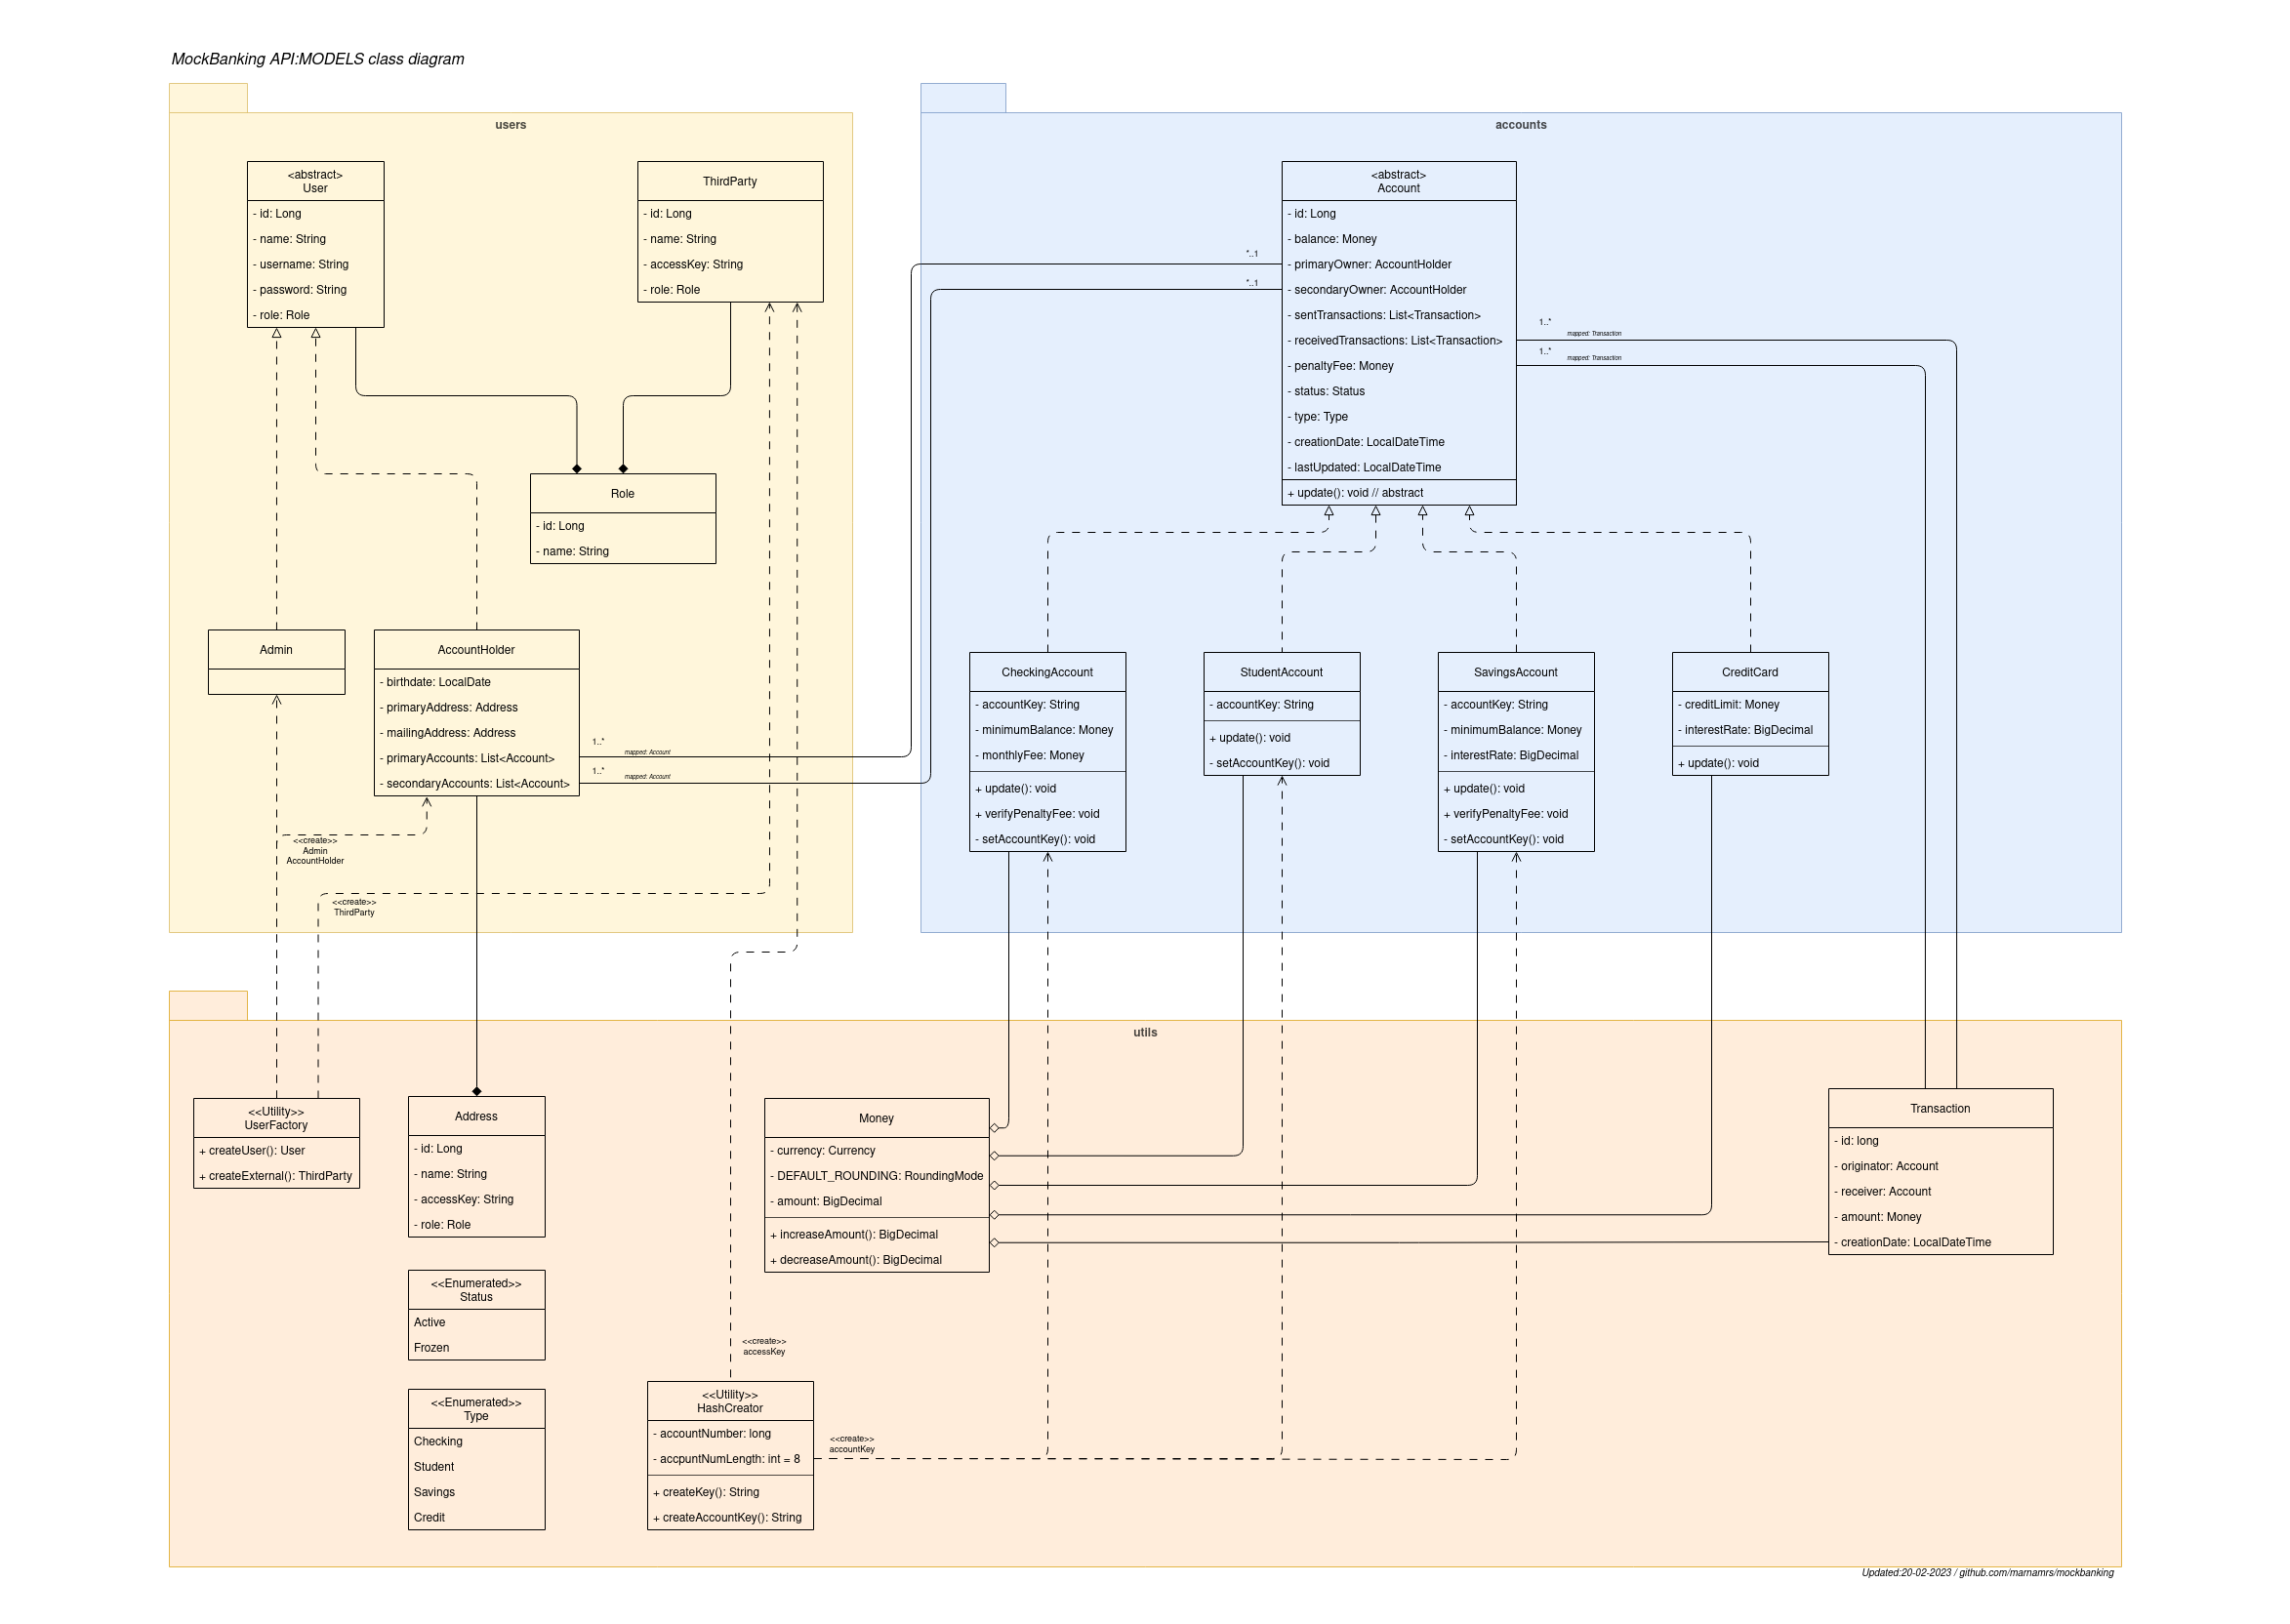 MockBanking API:MODELS class diagram
users
<abstract>
User
- id: Long
- name: String
- username: String
- password: String
- role: Role
ThirdParty
- id: Long
- name: String
- accessKey: String
- role: Role
Role
- id: Long
- name: String
Admin
AccountHolder
- birthdate: LocalDate
- primaryAddress: Address
- mailingAddress: Address
- primaryAccounts: List<Account>
- secondaryAccounts: List<Account>
1..*
mapped: Account
1..*
mapped: Account
<<create>>
Admin
AccountHolder
<<create>>
ThirdParty
accounts
<abstract>
Account
- id: Long
- balance: Money
- primaryOwner: AccountHolder
- secondaryOwner: AccountHolder
- sentTransactions: List<Transaction>
- receivedTransactions: List<Transaction>
- penaltyFee: Money
- status: Status
- type: Type
- creationDate: LocalDateTime
- lastUpdated: LocalDateTime
+ update(): void // abstract
*..1
*..1
1..*
mapped: Transaction
1..*
mapped: Transaction
CheckingAccount
- accountKey: String
- minimumBalance: Money
- monthlyFee: Money
+ update(): void
+ verifyPenaltyFee: void
- setAccountKey(): void
StudentAccount
- accountKey: String
+ update(): void
- setAccountKey(): void
SavingsAccount
- accountKey: String
- minimumBalance: Money
- interestRate: BigDecimal
+ update(): void
+ verifyPenaltyFee: void
- setAccountKey(): void
CreditCard
- creditLimit: Money
- interestRate: BigDecimal
+ update(): void
utils
<<Utility>>
UserFactory
+ createUser(): User
+ createExternal(): ThirdParty
Address
- id: Long
- name: String
- accessKey: String
- role: Role
<<Enumerated>>
Status
Active
Frozen
<<Enumerated>>
Type
Checking
Student
Savings
Credit
Money
- currency: Currency
- DEFAULT_ROUNDING: RoundingMode
- amount: BigDecimal
+ increaseAmount(): BigDecimal
+ decreaseAmount(): BigDecimal
<<create>>
accessKey
<<Utility>>
HashCreator
- accountNumber: long
- accpuntNumLength: int = 8
+ createKey(): String
+ createAccountKey(): String
<<create>>
accountKey
Transaction
- id: long
- originator: Account
- receiver: Account
- amount: Money
- creationDate: LocalDateTime
Updated:20-02-2023 / github.com/marnamrs/mockbanking